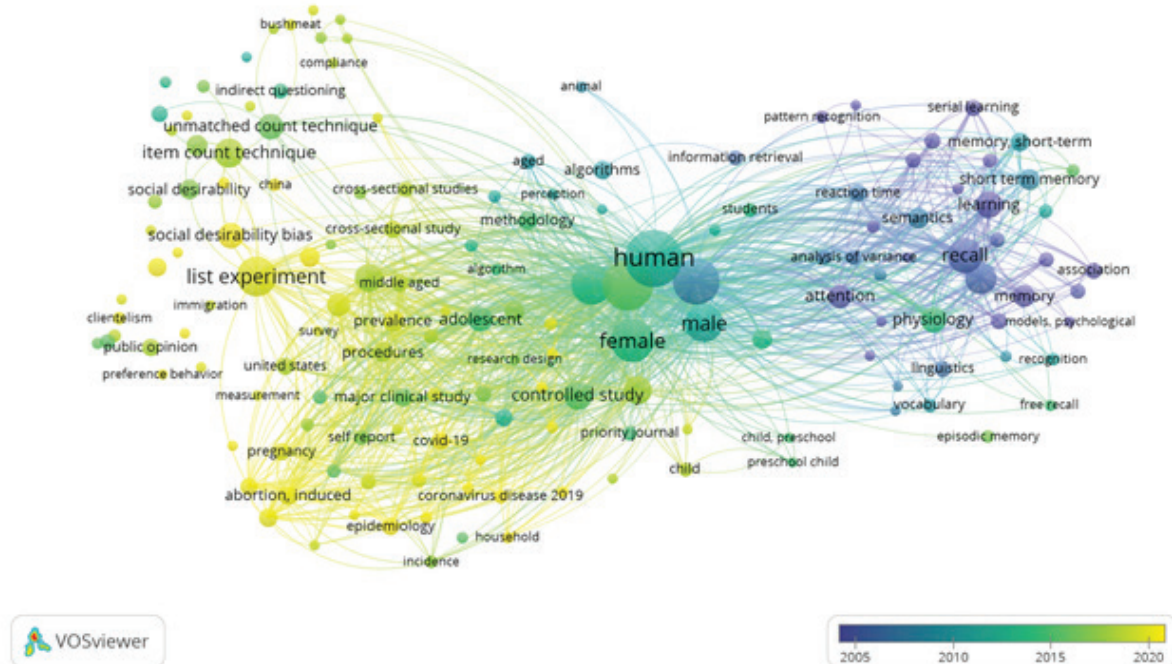 bushmeat
compliance
indirect questioning
animal
pattern recognition
serial learning
unmatched count technique
memory, short-term
item count technique
aged
algorithms
information retrieval
social desirability
china
cross-sectional studies
perception
reaction time
short term memory
learning
students
methodology
semantics
social desirability bias
cross-sectional study
human
analysis of variance
recall
list experiment
middle aged
algorithm
association
attention
memory
immigration
clientelism
survey
prevalence
adolescent
male
physiology
models, psychological
public opinion
procedures
research design
female
united states
preference behavior
linguistics
recognition
measurement
major clinical study
controlled study
vocabulary
free recall
self report
covid-19
priority journal
child, preschool
episodic memory
pregnancy
child
preschool child
abortion, induced
coronavirus disease 2019
epidemiology
household
incidence
VOSviewer
2005 2010 2015 2020